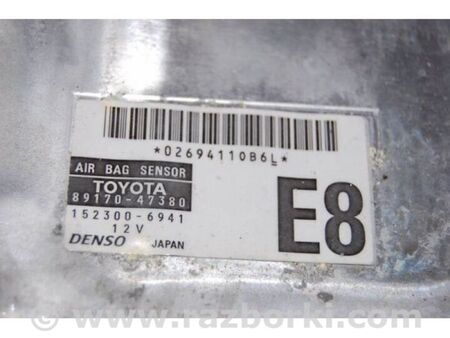 *02694110B6L*
AIR BAG SENSOR
TOYOTA
89170-47380
152300-6941
12V
DENSO JAPAN
E8
© www.razborki.com